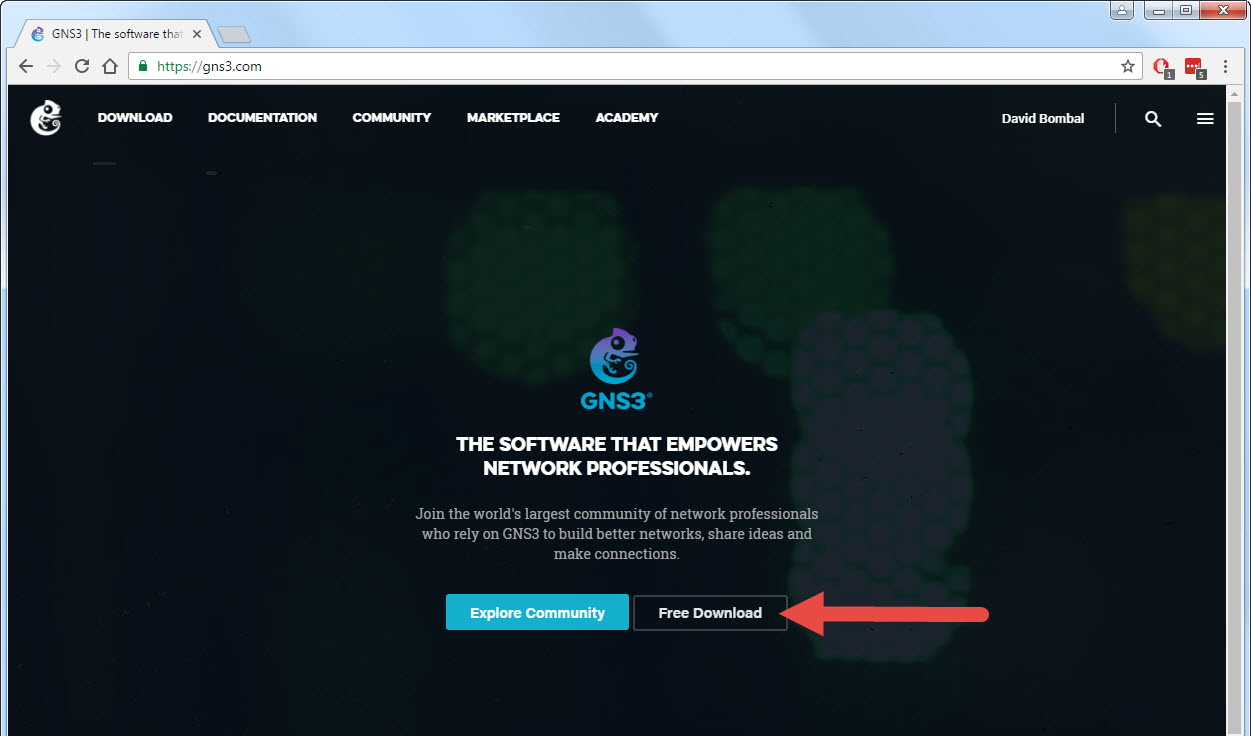 GNS3 | The software that
https://gns3.com
1
5
DOWNLOAD DOCUMENTATION COMMUNITY MARKETPLACE ACADEMY David Bombal
GNS3®
THE SOFTWARE THAT EMPOWERS
NETWORK PROFESSIONALS.
Join the world's largest community of network professionals
who rely on GNS3 to build better networks, share ideas and
make connections.
Explore Community Free Download